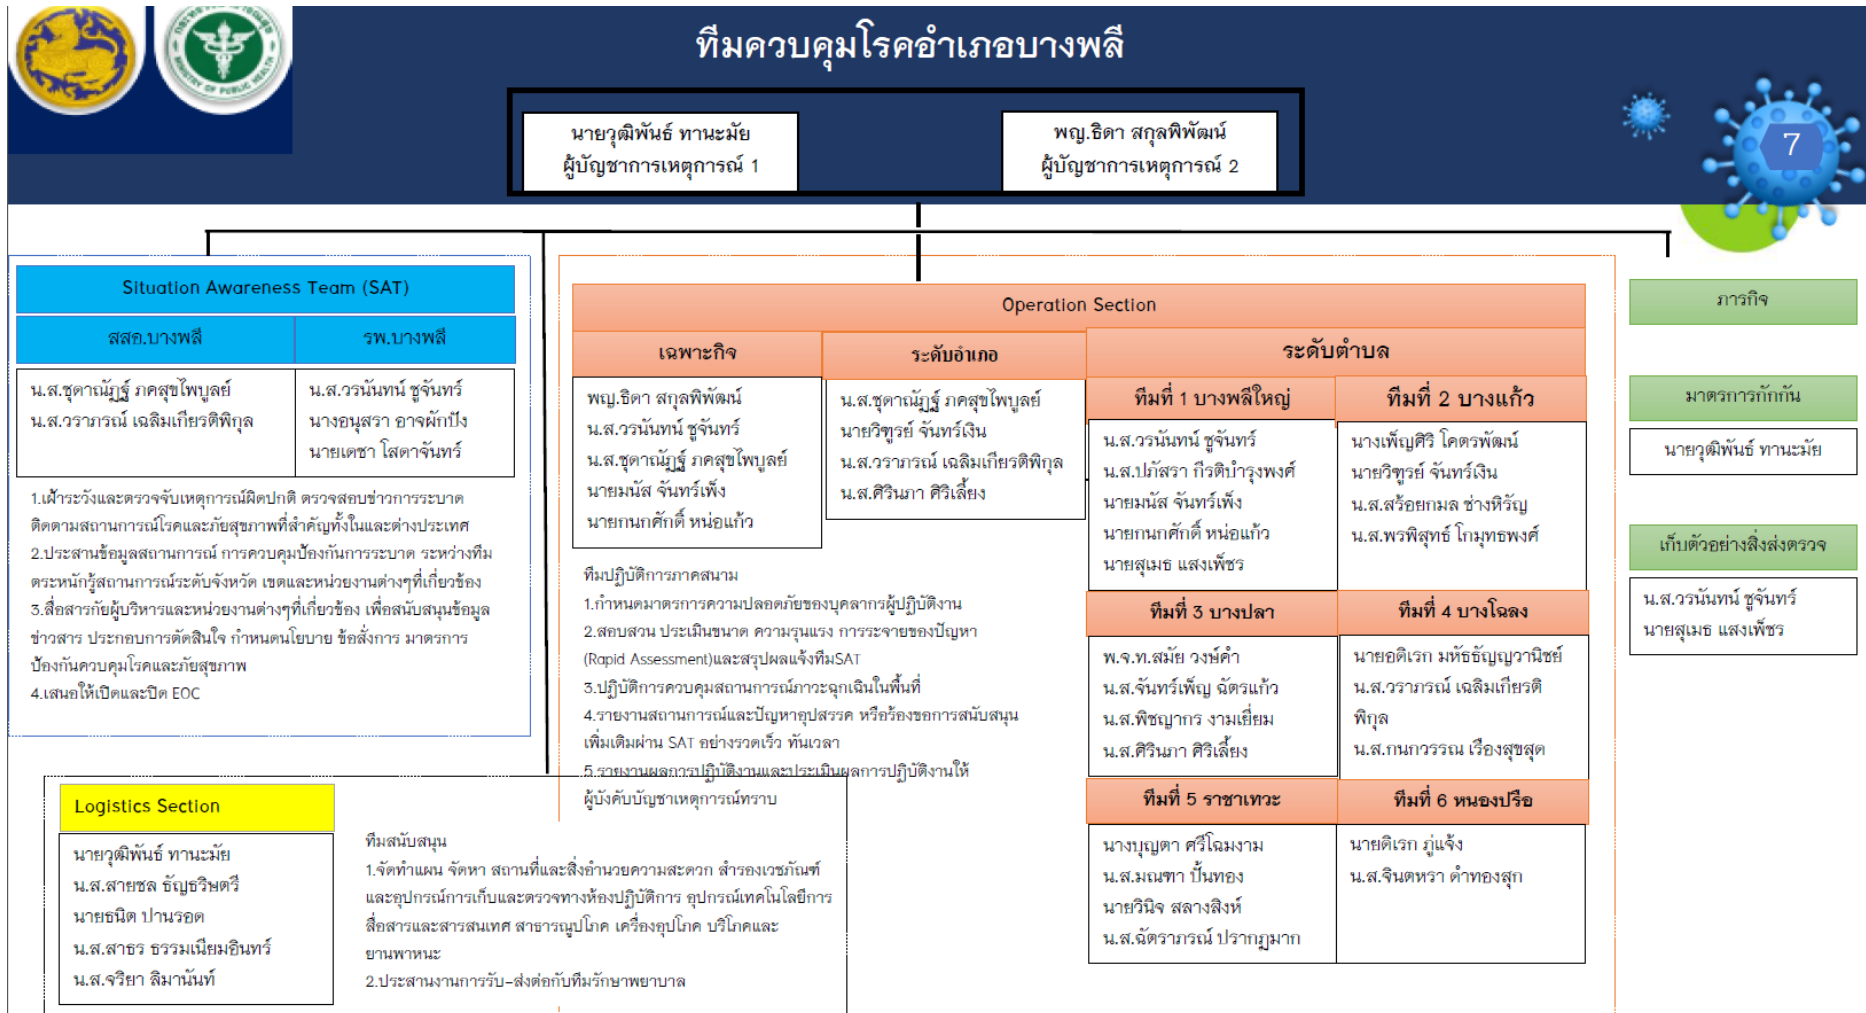 ทีมควบคุมโรคอำเภอบางพลี
นายวุฒิพันธ์ ทานะมัย
ผู้บัญชาการเหตุการณ์ 1
พญ.ธิดา สกุลพิพัฒน์
ผู้บัญชาการเหตุการณ์ 2
7
Situation Awareness Team (SAT)
สสอ.บางพลี
รพ.บางพลี
น.ส.ชุดาณัฏฐ์ ภคสุขไพบูลย์
น.ส.วราภรณ์ เฉลิมเกียรติพิกุล
น.ส.วรนันทน์ ชูจันทร์
นางอนุสรา อาจผักปัง
นายเดชา โสดาจันทร์
1.เฝ้าระวังและตรวจจับเหตุการณ์ผิดปกติ ตรวจสอบข่าวการระบาด
ติดตามสถานการณ์โรคและภัยสุขภาพที่สำคัญทั้งในและต่างประเทศ
2.ประสานข้อมูลสถานการณ์ การควบคุมป้องกันการระบาด ระหว่างทีม
ตระหนักรู้สถานการณ์ระดับจังหวัด เขตและหน่วยงานต่างๆที่เกี่ยวข้อง
3.สื่อสารกับผู้บริหารและหน่วยงานต่างๆที่เกี่ยวข้อง เพื่อสนับสนุนข้อมูล
ข่าวสาร ประกอบการตัดสินใจ กำหนดนโยบาย ข้อสั่งการ มาตรการ
ป้องกันควบคุมโรคและภัยสุขภาพ
4.เสนอให้เปิดและปิด EOC
Operation Section
เฉพาะกิจ
ระดับอำเภอ
ระดับตำบล
พญ.ธิดา สกุลพิพัฒน์
น.ส.วรนันทน์ ชูจันทร์
น.ส.ชุดาณัฏฐ์ ภคสุขไพบูลย์
นายมนัส จันทร์เพ็ง
นายกนกศักดิ์ หน่อแก้ว
น.ส.ชุดาณัฏฐ์ ภคสุขไพบูลย์
นายวิฑูรย์ จันทร์เงิน
น.ส.วราภรณ์ เฉลิมเกียรติพิกุล
น.ส.ศิรินภา ศิริเลี้ยง
ทีมปฏิบัติการภาคสนาม
1.กำหนดมาตรการความปลอดภัยของบุคลากรผู้ปฏิบัติงาน
2.สอบสวน ประเมินขนาด ความรุนแรง การระจายของปัญหา
(Rapid Assessment)และสรุปผลแจ้งทีมSAT
3.ปฏิบัติการควบคุมสถานการณ์ภาวะฉุกเฉินในพื้นที่
4.รายงานสถานการณ์และปัญหาอุปสรรค หรือร้องขอการสนับสนุน
เพิ่มเติมผ่าน SAT อย่างรวดเร็ว ทันเวลา
5.รายงานผลการปฏิบัติงานและประเมินผลการปฏิบัติงานให้
ผู้บังคับบัญชาเหตุการณ์ทราบ
ทีมที่ 1 บางพลีใหญ่
น.ส.วรนันทน์ ชูจันทร์
น.ส.ปภัสรา กีรติบำรุงพงศ์
นายมนัส จันทร์เพ็ง
นายกนกศักดิ์ หน่อแก้ว
นายสุเมธ แสงเพ็ชร
ทีมที่ 2 บางแก้ว
นางเพ็ญศิริ โคตรพัฒน์
นายวิฑูรย์ จันทร์เงิน
น.ส.สร้อยกมล ช่างหิรัญ
น.ส.พรพิสุทธ์ โกมุทธพงศ์
ทีมที่ 3 บางปลา
พ.จ.ท.สมัย วงษ์คำ
น.ส.จันทร์เพ็ญ ฉัตรแก้ว
น.ส.พิชญากร งามเยี่ยม
น.ส.ศิรินภา ศิริเลี้ยง
ทีมที่ 4 บางโฉลง
นายอดิเรก มหัธธัญญวานิชย์
น.ส.วราภรณ์ เฉลิมเกียรติ
พิกุล
น.ส.กนกวรรณ เรืองสุขสุด
ทีมที่ 5 ราชาเทวะ
นางบุญตา ศรีโฉมงาม
น.ส.มณฑา ปั้นทอง
นายวินิจ สลางสิงห์
น.ส.ฉัตราภรณ์ ปรากฏมาก
ทีมที่ 6 หนองปรือ
นายดิเรก ภู่แจ้ง
น.ส.จินตหรา ดำทองสุก
ภารกิจ
มาตรการกักกัน
นายวุฒิพันธ์ ทานะมัย
เก็บตัวอย่างสิ่งส่งตรวจ
น.ส.วรนันทน์ ชูจันทร์
นายสุเมธ แสงเพ็ชร
Logistics Section
นายวุฒิพันธ์ ทานะมัย
น.ส.สายชล ธัญธริษตรี
นายธนิต ปานรอด
น.ส.สาธร ธรรมเนียมอินทร์
น.ส.จริยา ลิมานันท์
ทีมสนับสนุน
1.จัดทำแผน จัดหา สถานที่และสิ่งอำนวยความสะดวก สำรองเวชภัณฑ์
และอุปกรณ์การเก็บและตรวจทางห้องปฏิบัติการ อุปกรณ์เทคโนโลยีการ
สื่อสารและสารสนเทศ สาธารณูปโภค เครื่องอุปโภค บริโภคและ
ยานพาหนะ
2.ประสานงานการรับ-ส่งต่อกับทีมรักษาพยาบาล